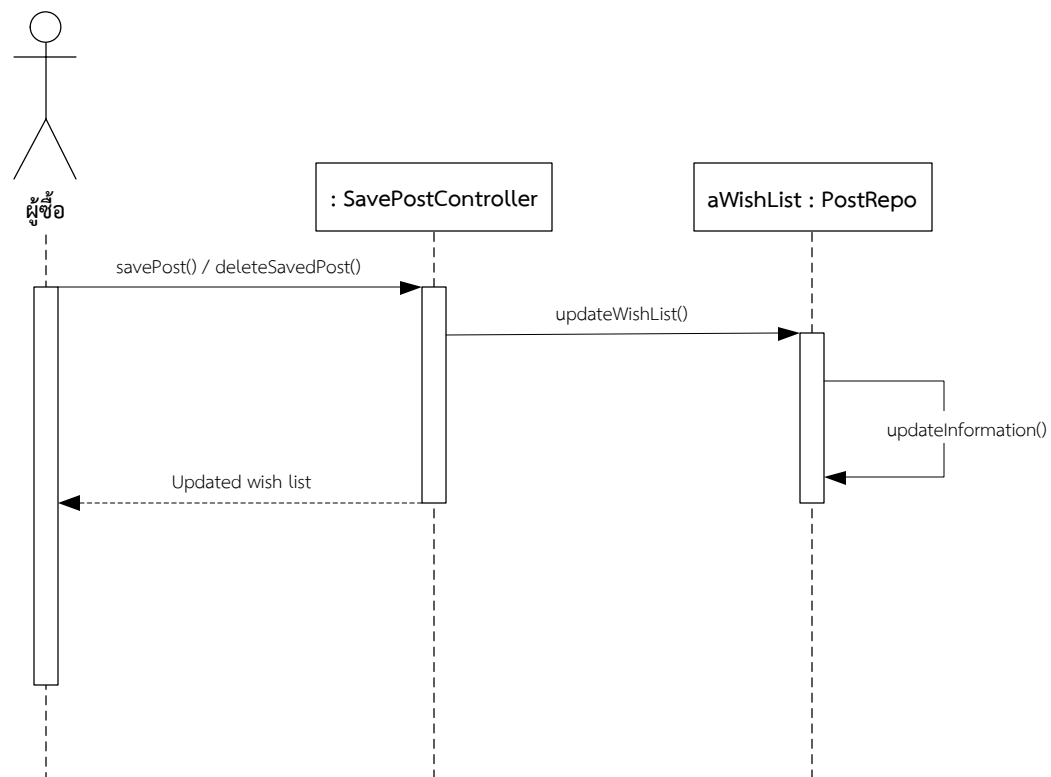 ผู้ซื้อ
: SavePostController
aWishList : PostRepo
savePost() / deleteSavedPost()
updateWishList()
updateInformation()
Updated wish list